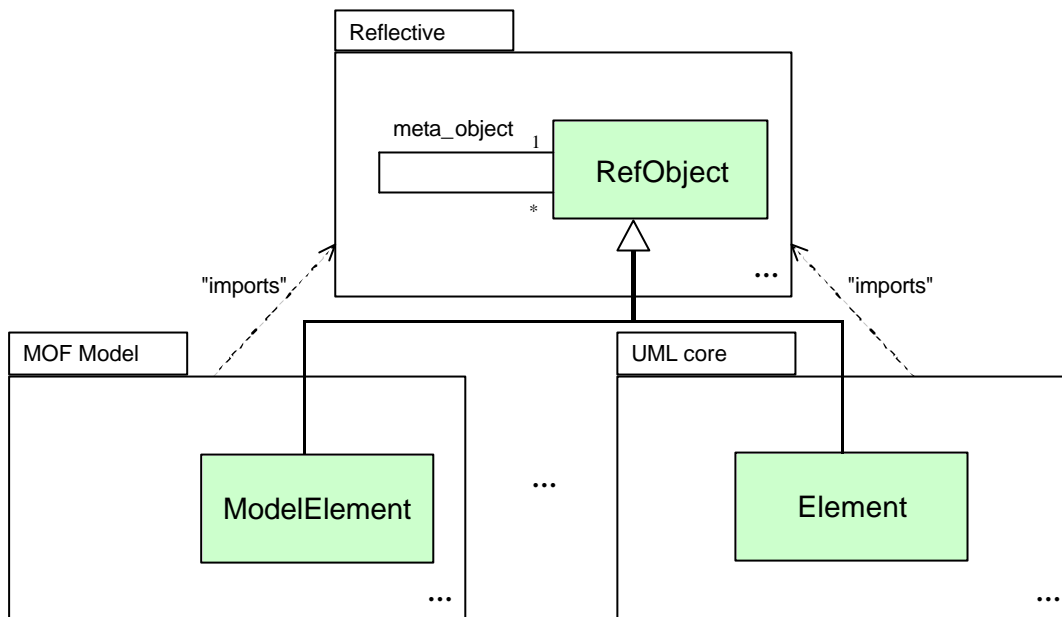 Reflective
meta_object
1
RefObject
*
...
"imports"
"imports"
MOF Model
UML core
ModelElement
...
Element
...
...